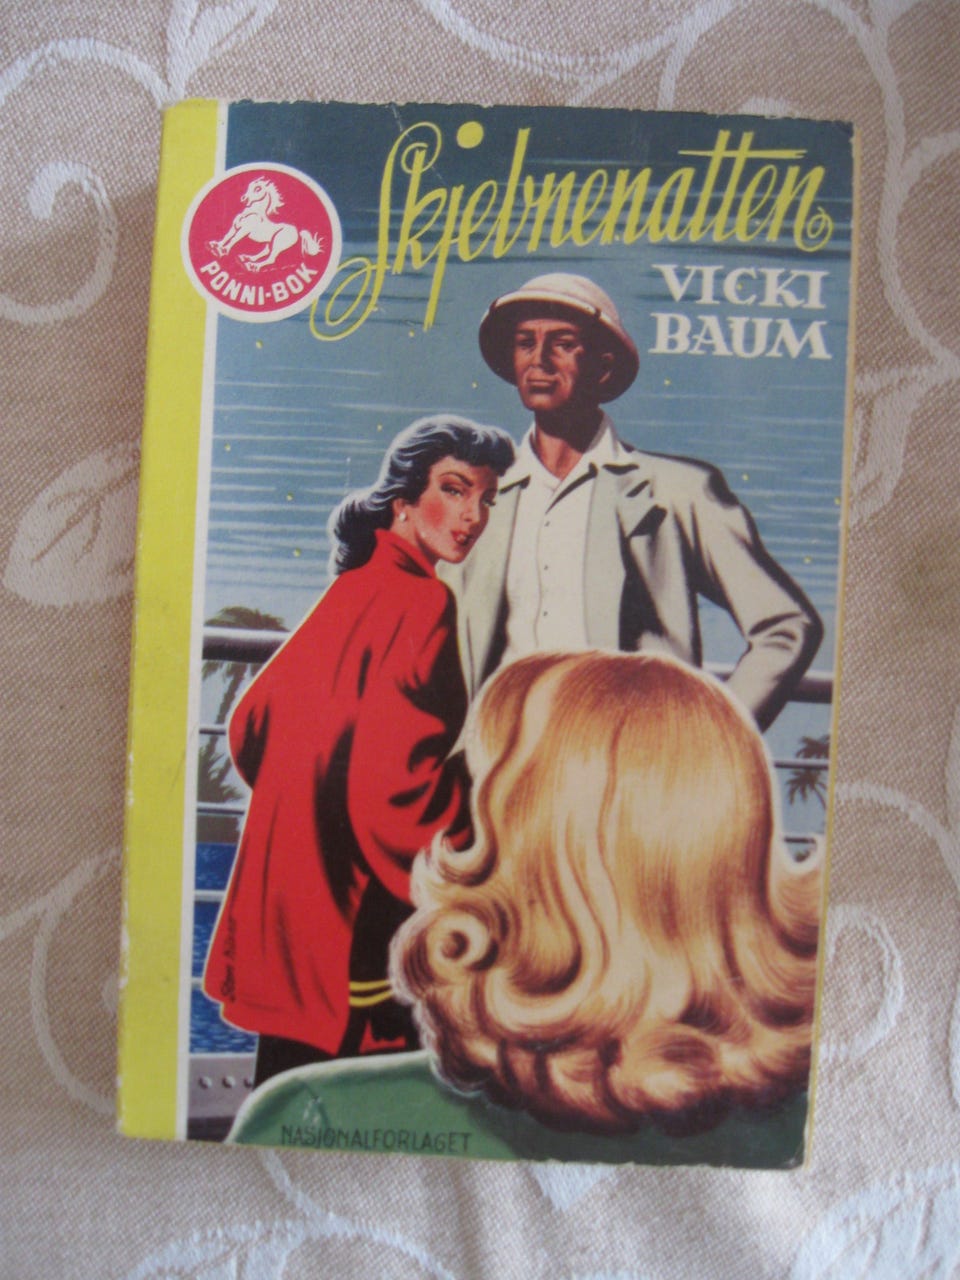 Skjebnenatten
VICKI
BAUM
PONNI-BOK
NASJONALFORLAGET